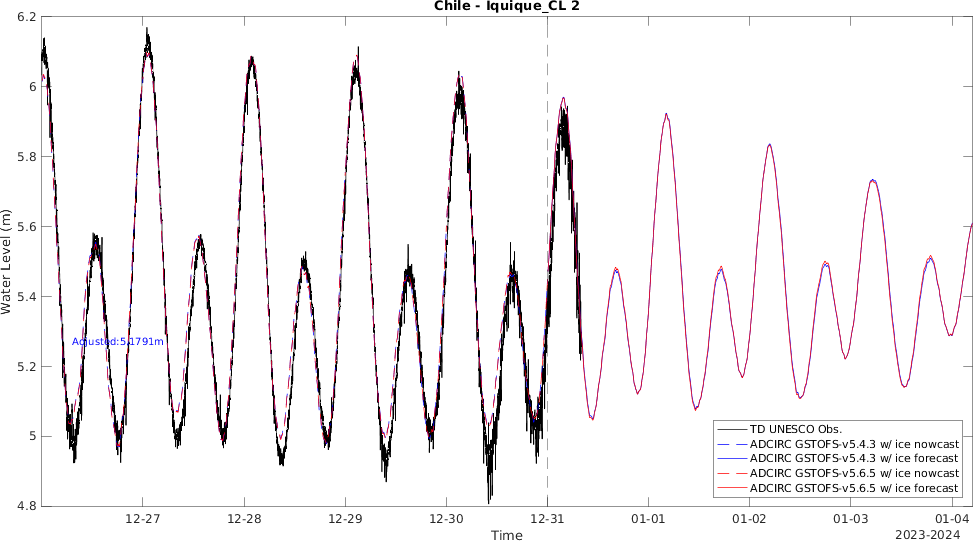 Chile - Iquique_CL 2
6.2
6
5.8
5.6
5.4
5.2
5
4.8
Water Level (m)
Adjusted:5.1791m
TD UNESCO Obs.
ADCIRC GSTOFS-v5.4.3 w/ ice nowcast
ADCIRC GSTOFS-v5.4.3 w/ ice forecast
ADCIRC GSTOFS-v5.6.5 w/ ice nowcast
ADCIRC GSTOFS-v5.6.5 w/ ice forecast
12-27 12-28 12-29 12-30 12-31 01-01 01-02 01-03 01-04
Time
2023-2024